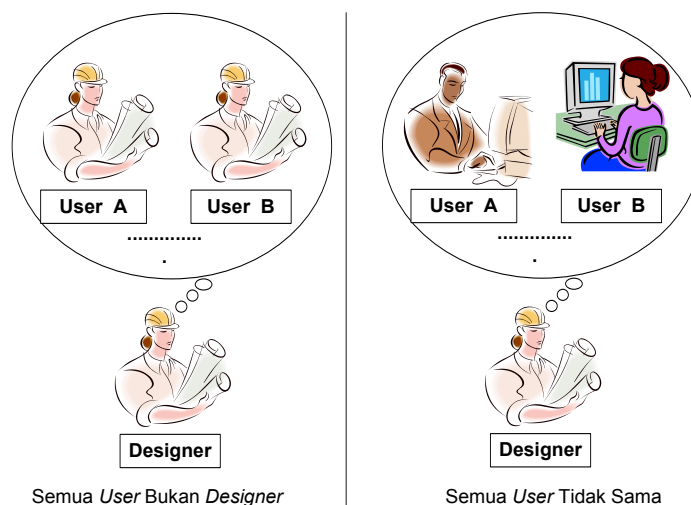 User A
User B
..............
.
Designer
Semua User Bukan Designer
User A
User B
..............
.
Designer
Semua User Tidak Sama